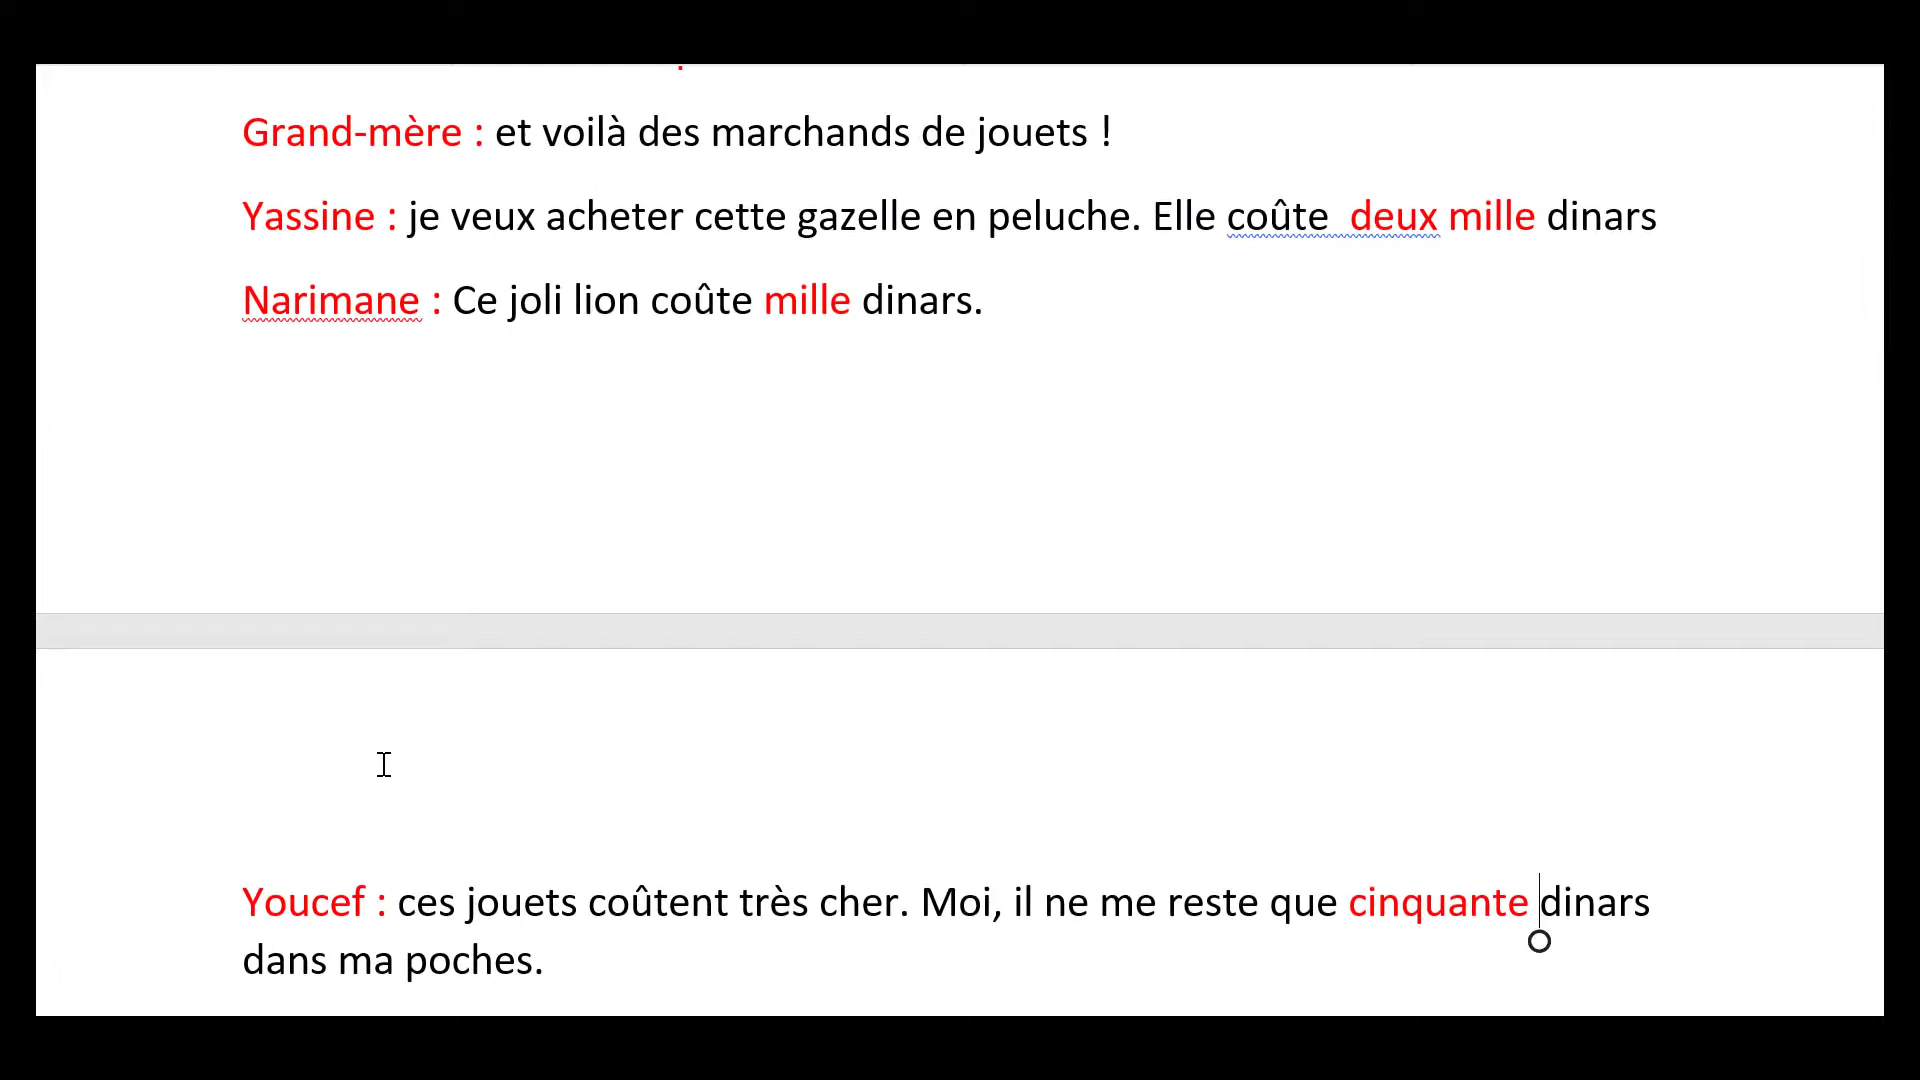 Grand-mère : et voilà des marchands de jouets !
Yassine : je veux acheter cette gazelle en peluche. Elle coûte  deux mille dinars
Narimane : Ce joli lion coûte mille dinars.
Youcef : ces jouets coûtent très cher. Moi, il ne me reste que cinquante dinars
dans ma poches.